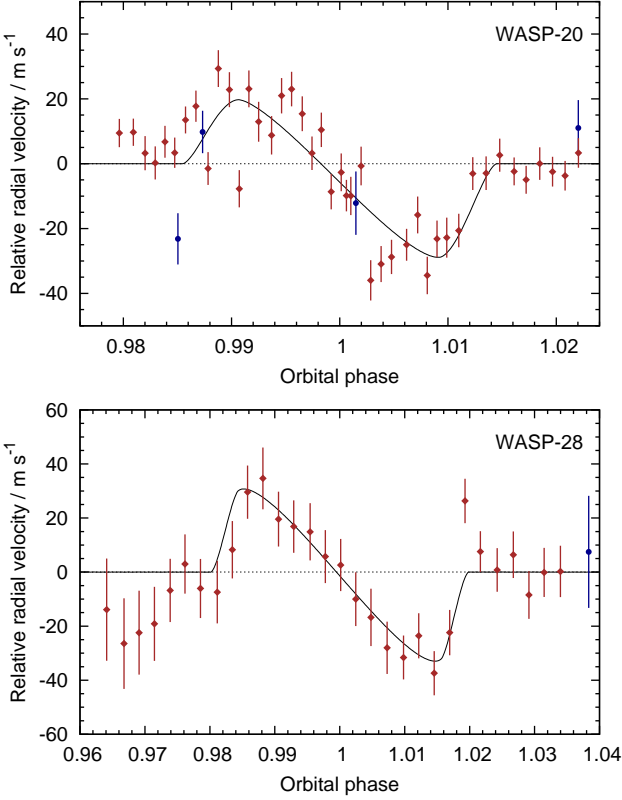 WASP-20
40
20
0
-20
-40
Relative radial velocity / m s⁻¹
0.98 0.99 1 1.01 1.02
Orbital phase
WASP-28
60
40
20
0
-20
-40
-60
Relative radial velocity / m s⁻¹
0.96 0.97 0.98 0.99 1 1.01 1.02 1.03 1.04
Orbital phase